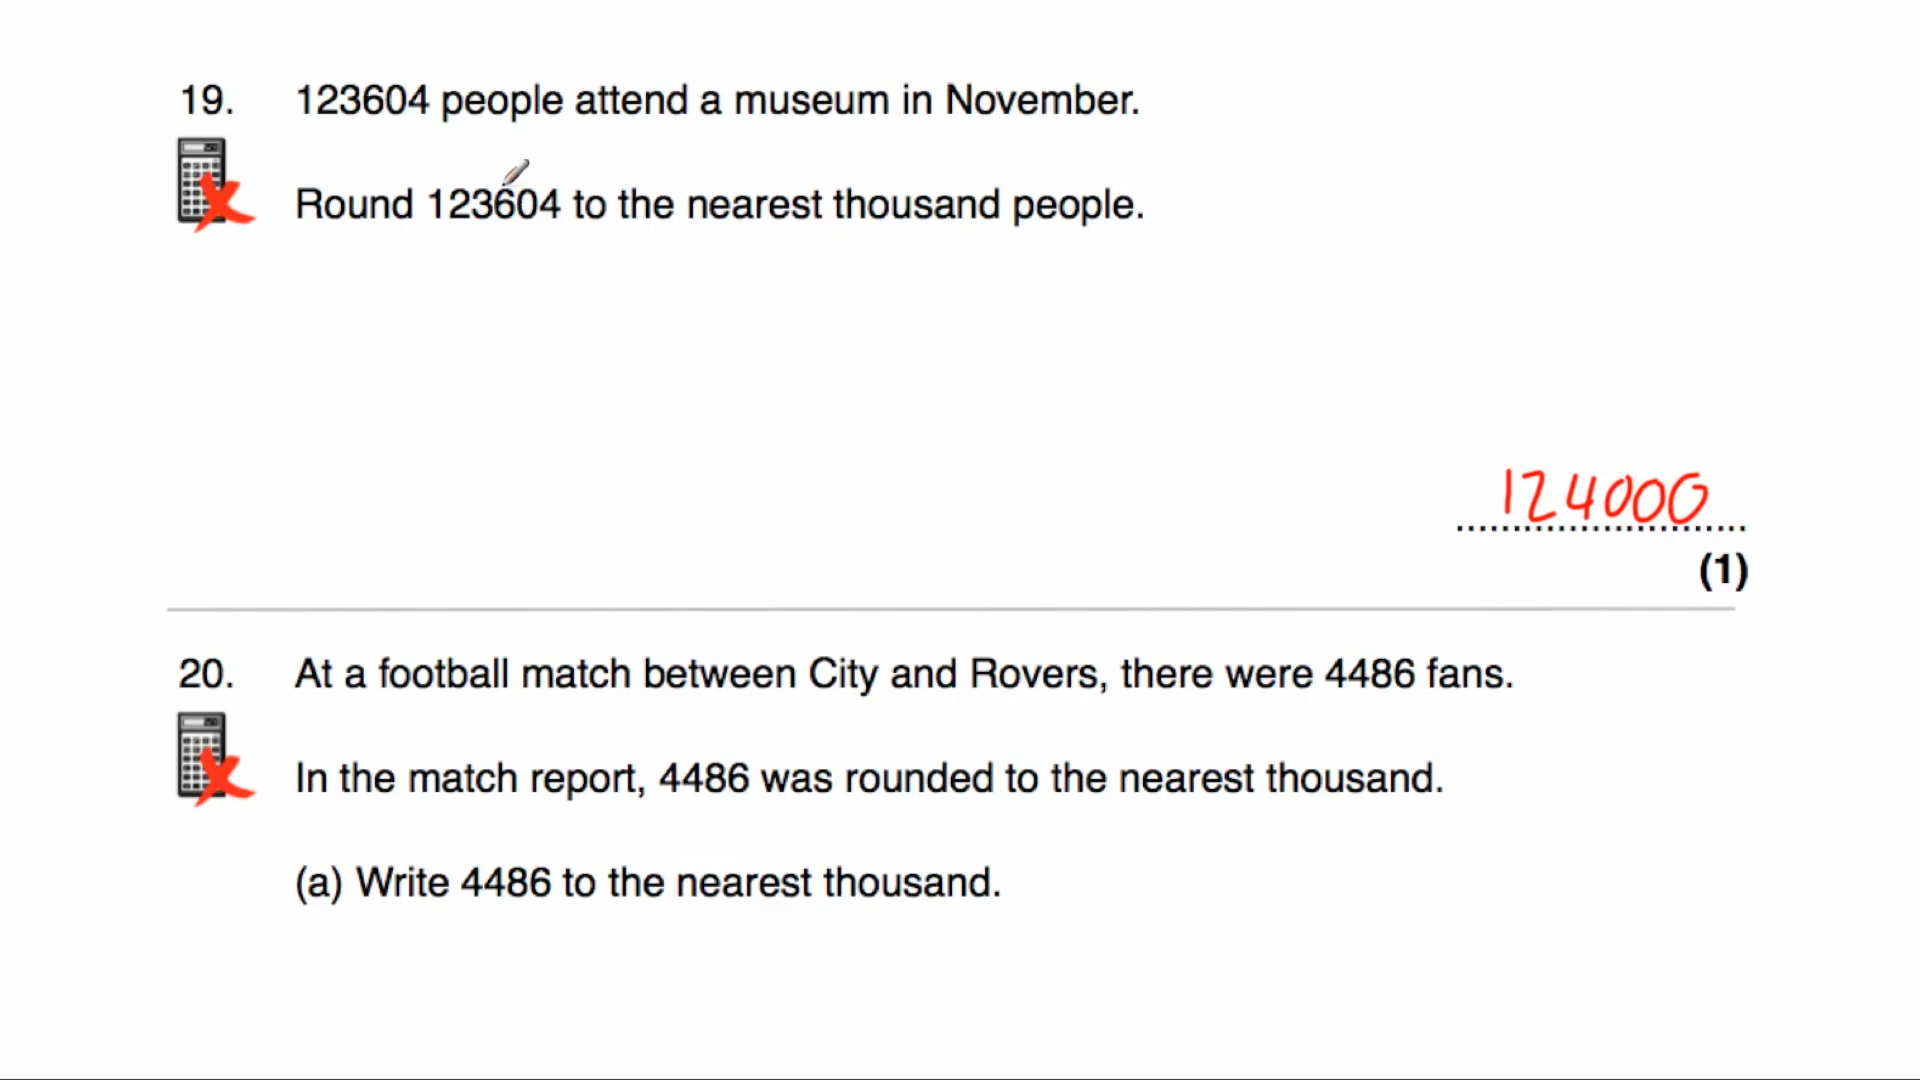 19. 123604 people attend a museum in November.
Round 123604 to the nearest thousand people.
124000
(1)
20. At a football match between City and Rovers, there were 4486 fans.
In the match report, 4486 was rounded to the nearest thousand.
(a) Write 4486 to the nearest thousand.